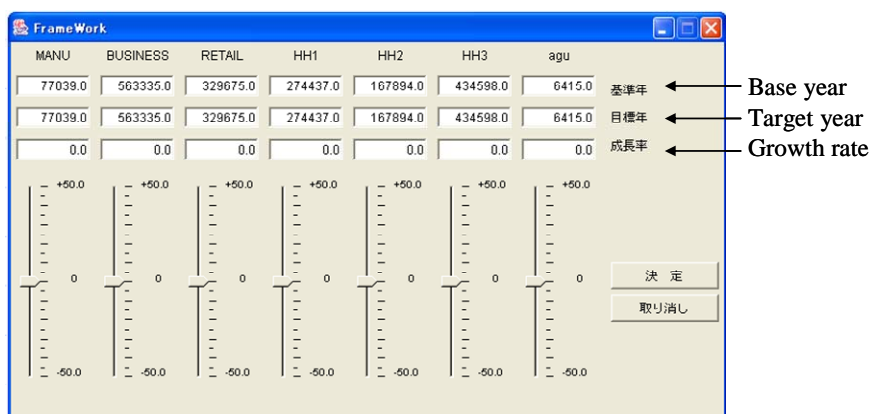 FrameWork
MANU BUSINESS RETAIL HH1 HH2 HH3 agu
77039.0 563335.0 329675.0 274437.0 167894.0 434598.0 6415.0 基準年 Base year
77039.0 563335.0 329675.0 274437.0 167894.0 434598.0 6415.0 目標年 Target year
0.0 0.0 0.0 0.0 0.0 0.0 0.0 成長率 Growth rate
+50.0 +50.0 +50.0 +50.0 +50.0 +50.0 +50.0
0 0 0 0 0 0 0 決 定
取り消し
-50.0 -50.0 -50.0 -50.0 -50.0 -50.0 -50.0